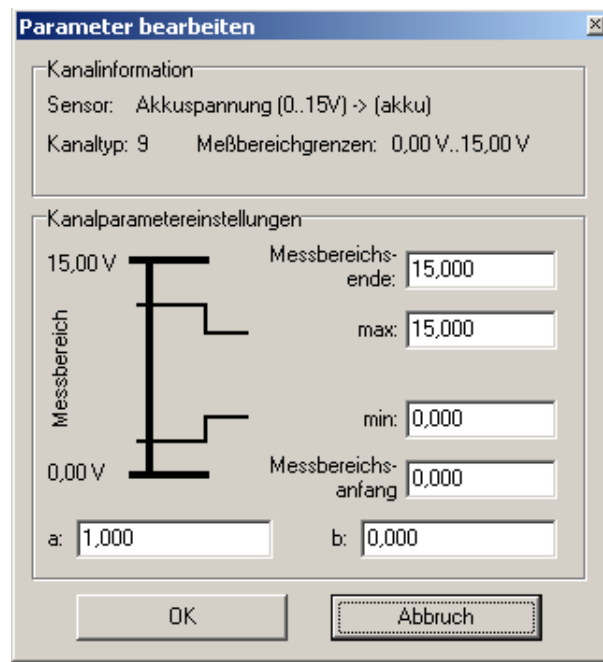 Parameter bearbeiten
Kanalinformation
Sensor: Akkuspannung (0..15V) -> (akku)
Kanaltyp: 9 Meßbereichgrenzen: 0,00 V..15,00 V
Kanalparametereinstellungen
15,00 V
Messbereichs-
ende: 15,000
max: 15,000
Messbereich
min: 0,000
0,00 V
Messbereichs-
anfang 0,000
a: 1,000 b: 0,000
OK Abbruch